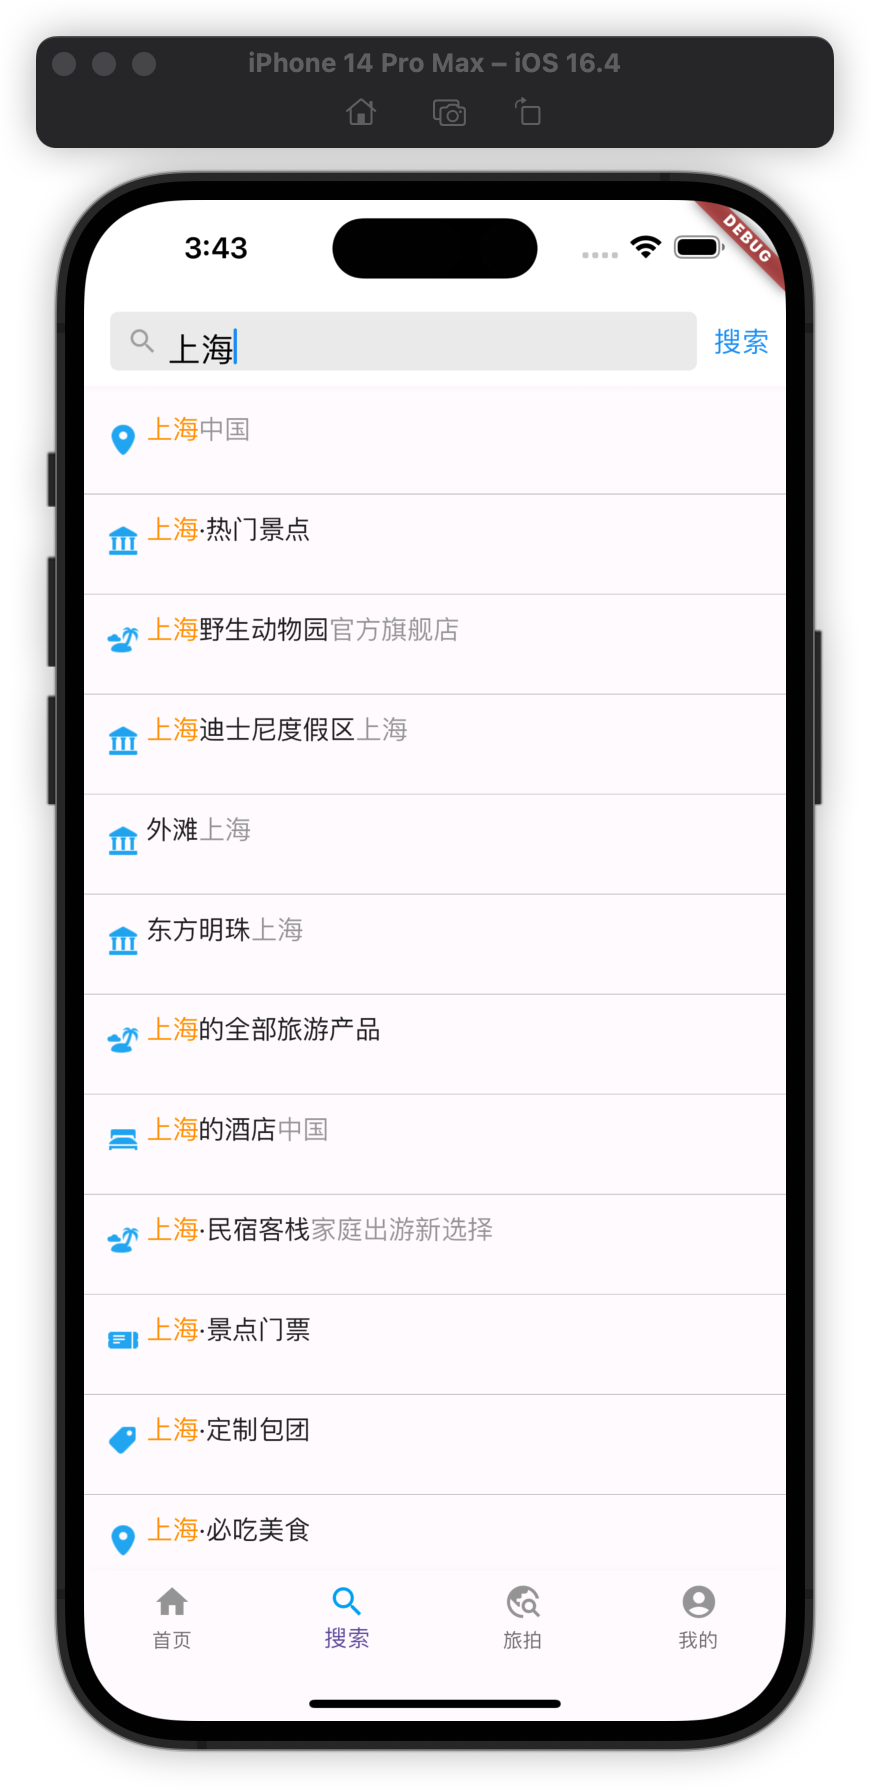 iPhone 14 Pro Max – iOS 16.4
3:43
DEBUG
上海
搜索
上海中国
上海·热门景点
上海野生动物园官方旗舰店
上海迪士尼度假区上海
外滩上海
东方明珠上海
上海的全部旅游产品
上海的酒店中国
上海·民宿客栈家庭出游新选择
上海·景点门票
上海·定制包团
上海·必吃美食
首页
搜索
旅拍
我的